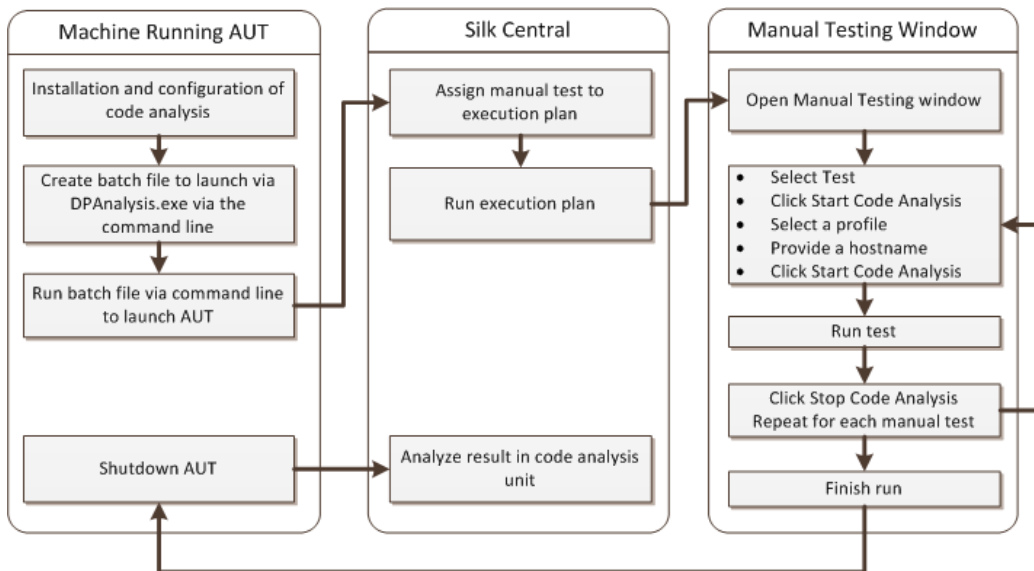 Machine Running AUT
Installation and configuration of
code analysis
Create batch file to launch via
DPAnalysis.exe via the
command line
Run batch file via command line
to launch AUT
Shutdown AUT
Silk Central
Assign manual test to
execution plan
Run execution plan
Analyze result in code analysis
unit
Manual Testing Window
Open Manual Testing window
• Select Test
• Click Start Code Analysis
• Select a profile
• Provide a hostname
• Click Start Code Analysis
Run test
Click Stop Code Analysis
Repeat for each manual test
Finish run